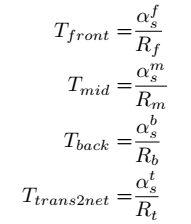 T_{front} = \frac{\alpha_s^f}{R_f}
T_{mid} = \frac{\alpha_s^m}{R_m}
T_{back} = \frac{\alpha_s^b}{R_b}
T_{trans2net} = \frac{\alpha_s^t}{R_t}